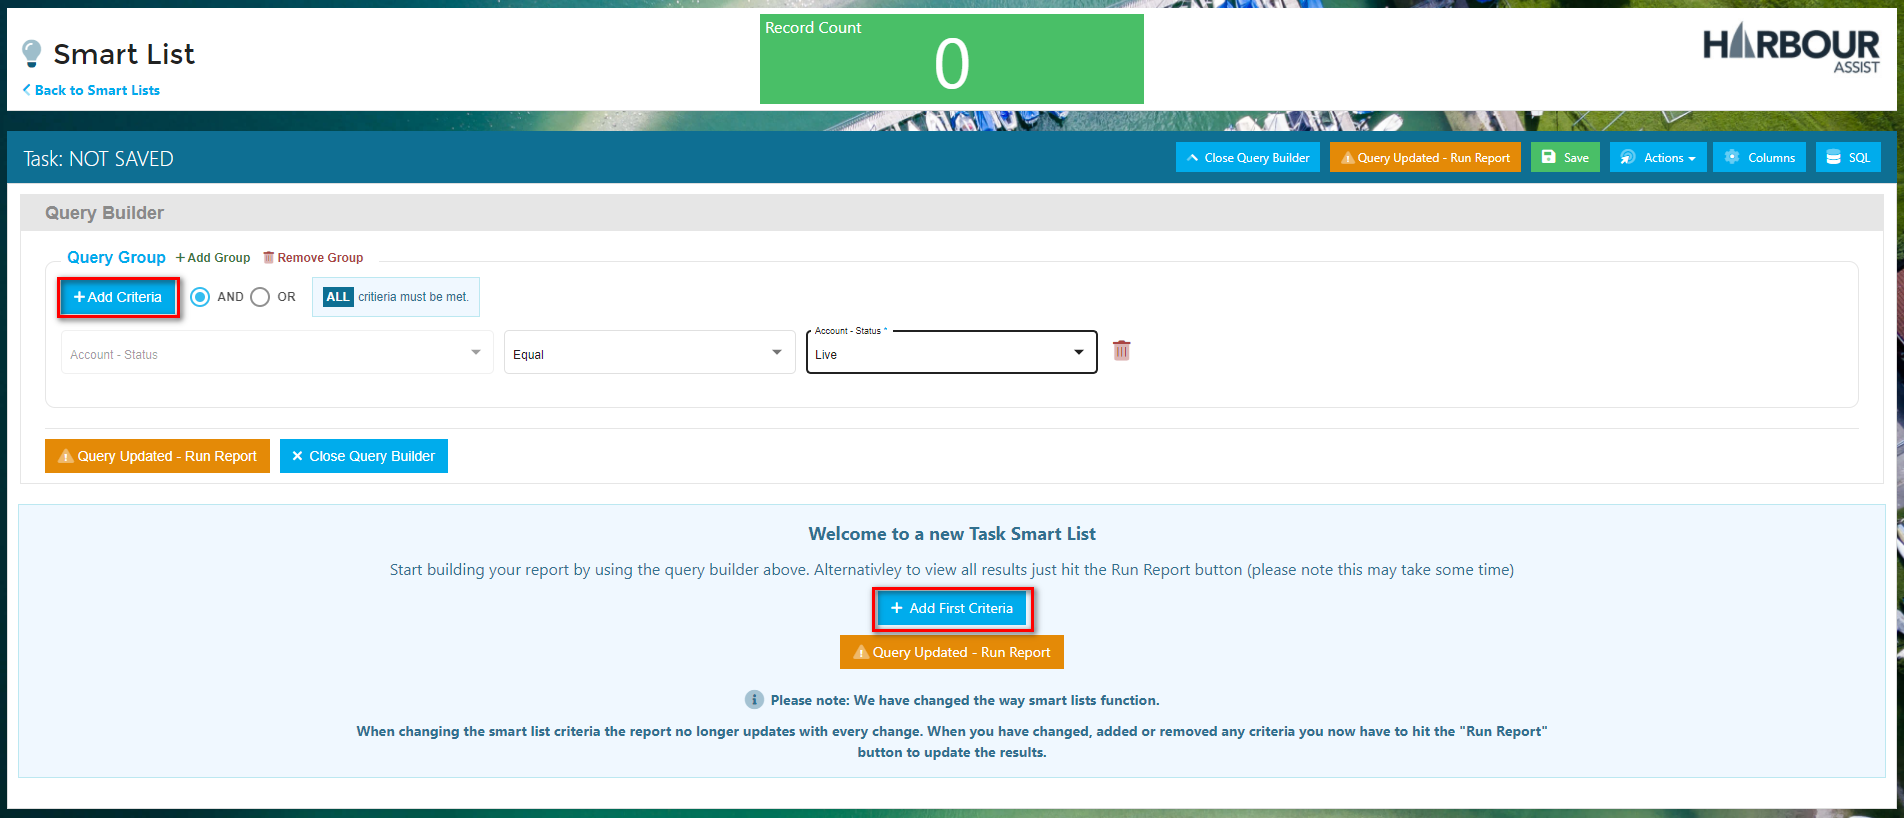 Smart List
Back to Smart Lists
Record Count
0
HARBOUR
ASSIST
Task: NOT SAVED
Close Query Builder
Query Updated - Run Report
Save
Actions
Columns
SQL
Query Builder
Query Group
+ Add Group
Remove Group
+ Add Criteria
AND
OR
ALL critieria must be met.
Account - Status
Equal
Account - Status *
Live
Query Updated - Run Report
× Close Query Builder
Welcome to a new Task Smart List
Start building your report by using the query builder above. Alternativley to view all results just hit the Run Report button (please note this may take some time)
+ Add First Criteria
Query Updated - Run Report
Please note: We have changed the way smart lists function.
When changing the smart list criteria the report no longer updates with every change. When you have changed, added or removed any criteria you now have to hit the "Run Report"
button to update the results.